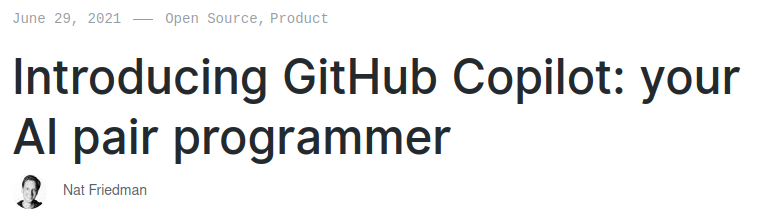 June 29, 2021 — Open Source, Product
Introducing GitHub Copilot: your
AI pair programmer
Nat Friedman